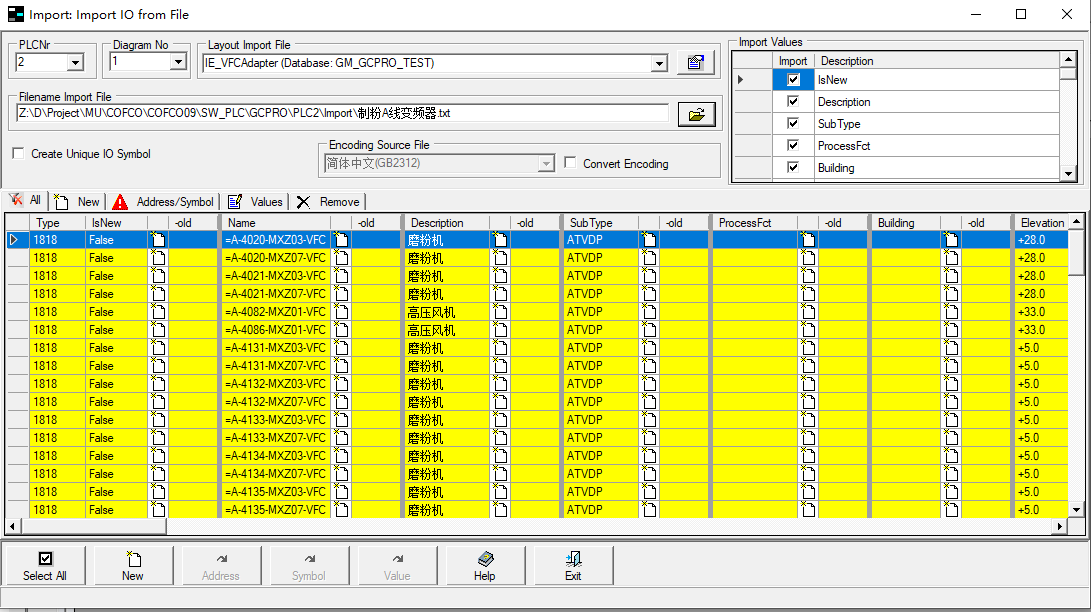 Import: Import IO from File
PLCNr
Diagram No
Layout Import File
2
1
IE_VFCAdapter (Database: GM_GCPRO_TEST)
Filename Import File
Z:\D\Project\MU\COFCO\COFCO09\SW_PLC\GCPRO\PLC2\Import\制粉A线变频器.txt
Create Unique IO Symbol
Encoding Source File
简体中文(GB2312)
Convert Encoding
Import Values
Import Description
IsNew
Description
SubType
ProcessFct
Building
All New Address/Symbol Values Remove
Type IsNew -old Name -old Description -old SubType -old ProcessFct -old Building -old Elevation
1818 False =A-4020-MXZ03-VFC 磨粉机 ATVDP +28.0
1818 False =A-4020-MXZ07-VFC 磨粉机 ATVDP +28.0
1818 False =A-4021-MXZ03-VFC 磨粉机 ATVDP +28.0
1818 False =A-4021-MXZ07-VFC 磨粉机 ATVDP +28.0
1818 False =A-4082-MXZ01-VFC 高压风机 ATVDP +33.0
1818 False =A-4086-MXZ01-VFC 高压风机 ATVDP +33.0
1818 False =A-4131-MXZ03-VFC 磨粉机 ATVDP +5.0
1818 False =A-4131-MXZ07-VFC 磨粉机 ATVDP +5.0
1818 False =A-4132-MXZ03-VFC 磨粉机 ATVDP +5.0
1818 False =A-4132-MXZ07-VFC 磨粉机 ATVDP +5.0
1818 False =A-4133-MXZ03-VFC 磨粉机 ATVDP +5.0
1818 False =A-4133-MXZ07-VFC 磨粉机 ATVDP +5.0
1818 False =A-4134-MXZ03-VFC 磨粉机 ATVDP +5.0
1818 False =A-4134-MXZ07-VFC 磨粉机 ATVDP +5.0
1818 False =A-4135-MXZ03-VFC 磨粉机 ATVDP +5.0
1818 False =A-4135-MXZ07-VFC 磨粉机 ATVDP +5.0
Select All New Address Symbol Value Help Exit